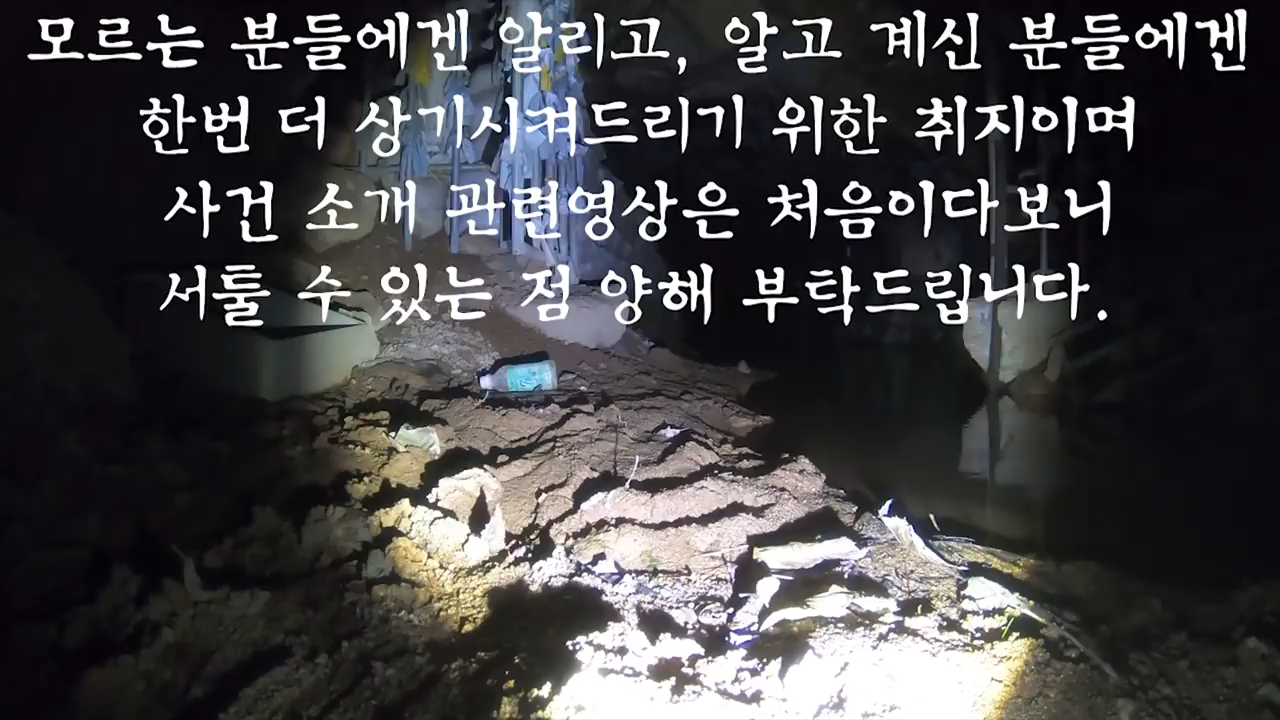 모르는 분들에겐 알리고, 알고 계신 분들에겐
한번 더 상기시켜드리기 위한 취지이며
사건 소개 관련영상은 처음이다보니
서툴 수 있는 점 양해 부탁드립니다.